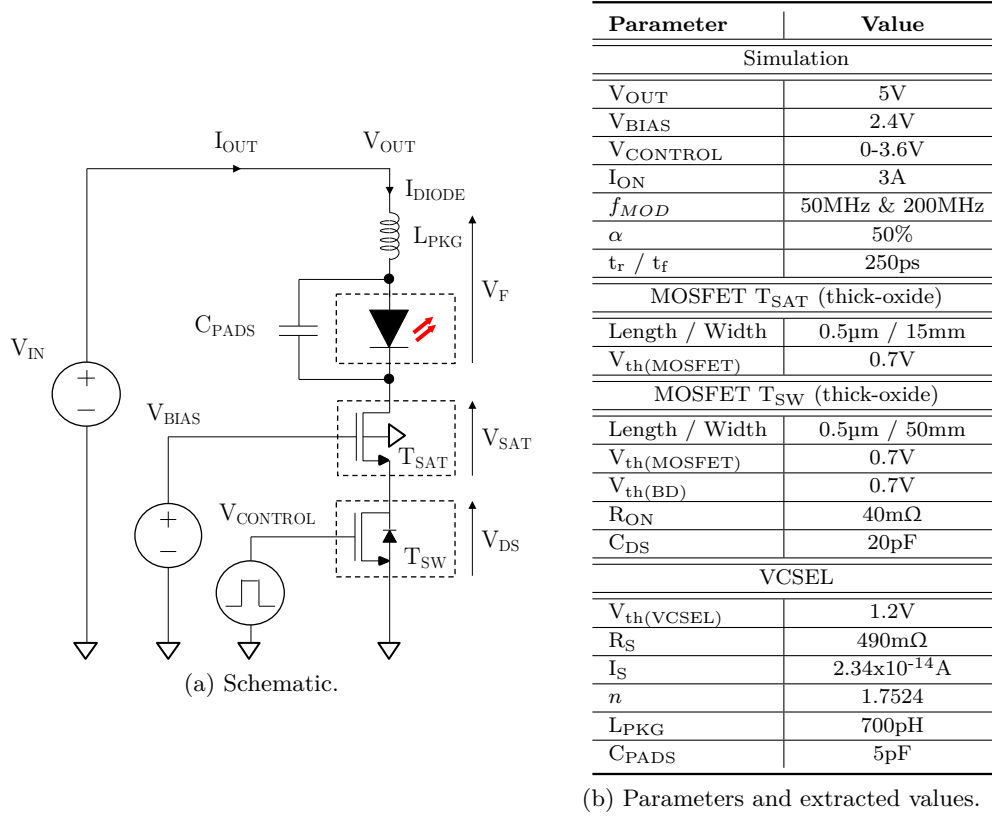 I_OUT
V_OUT
I_DIODE
L_PKG
V_F
C_PADS
V_IN
+
−
V_BIAS
T_SAT
V_SAT
+
−
V_CONTROL
T_SW
V_DS
(a) Schematic.
Parameter Value
Simulation
V_OUT 5V
V_BIAS 2.4V
V_CONTROL 0-3.6V
I_ON 3A
f_MOD 50MHz & 200MHz
α 50%
t_r / t_f 250ps
MOSFET T_SAT (thick-oxide)
Length / Width 0.5µm / 15mm
V_th(MOSFET) 0.7V
MOSFET T_SW (thick-oxide)
Length / Width 0.5µm / 50mm
V_th(MOSFET) 0.7V
V_th(BD) 0.7V
R_ON 40mΩ
C_DS 20pF
VCSEL
V_th(VCSEL) 1.2V
R_S 490mΩ
I_S 2.34x10^-14A
n 1.7524
L_PKG 700pH
C_PADS 5pF
(b) Parameters and extracted values.